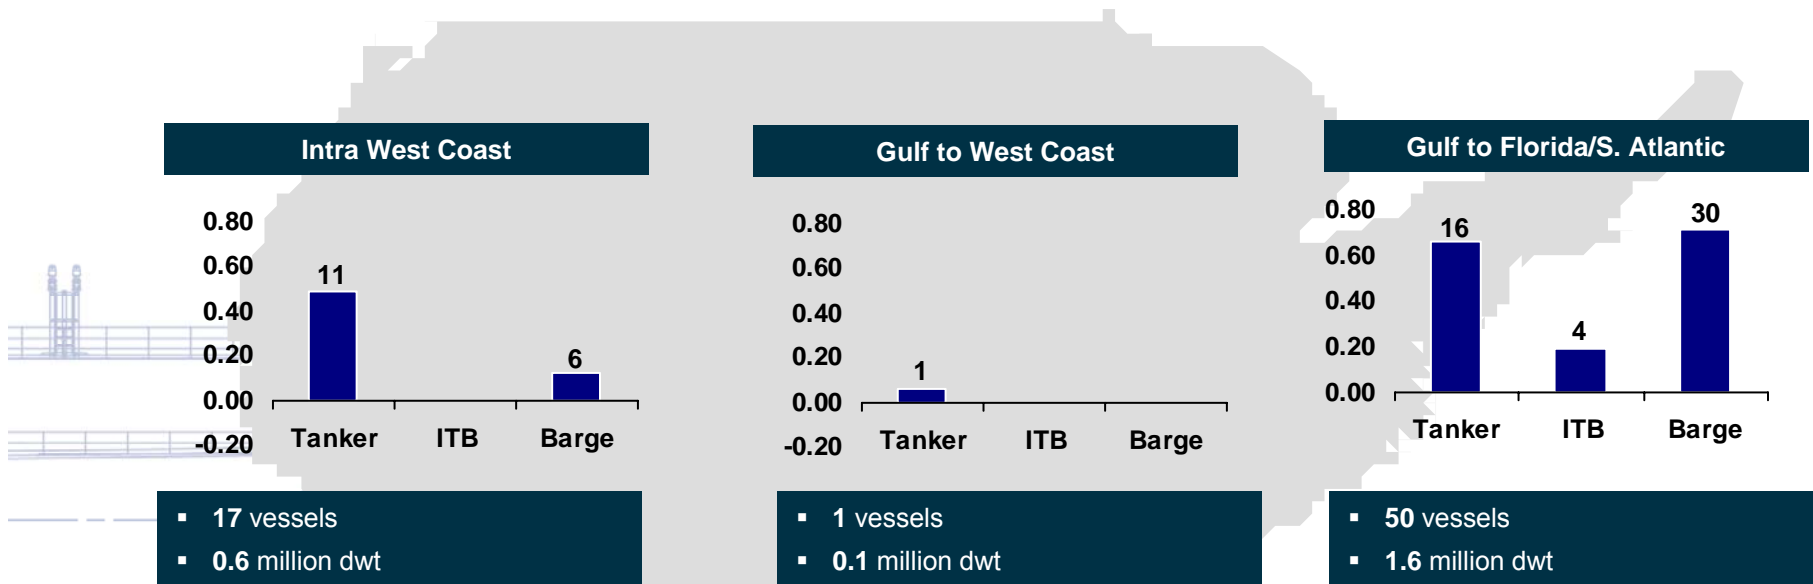 Intra West Coast
0.80
0.60
0.40
0.20
0.00
-0.20
11
6
Tanker ITB Barge
▪ 17 vessels
▪ 0.6 million dwt
Gulf to West Coast
0.80
0.60
0.40
0.20
0.00
-0.20
1
Tanker ITB Barge
▪ 1 vessels
▪ 0.1 million dwt
Gulf to Florida/S. Atlantic
0.80
0.60
0.40
0.20
0.00
16
4
30
Tanker ITB Barge
▪ 50 vessels
▪ 1.6 million dwt